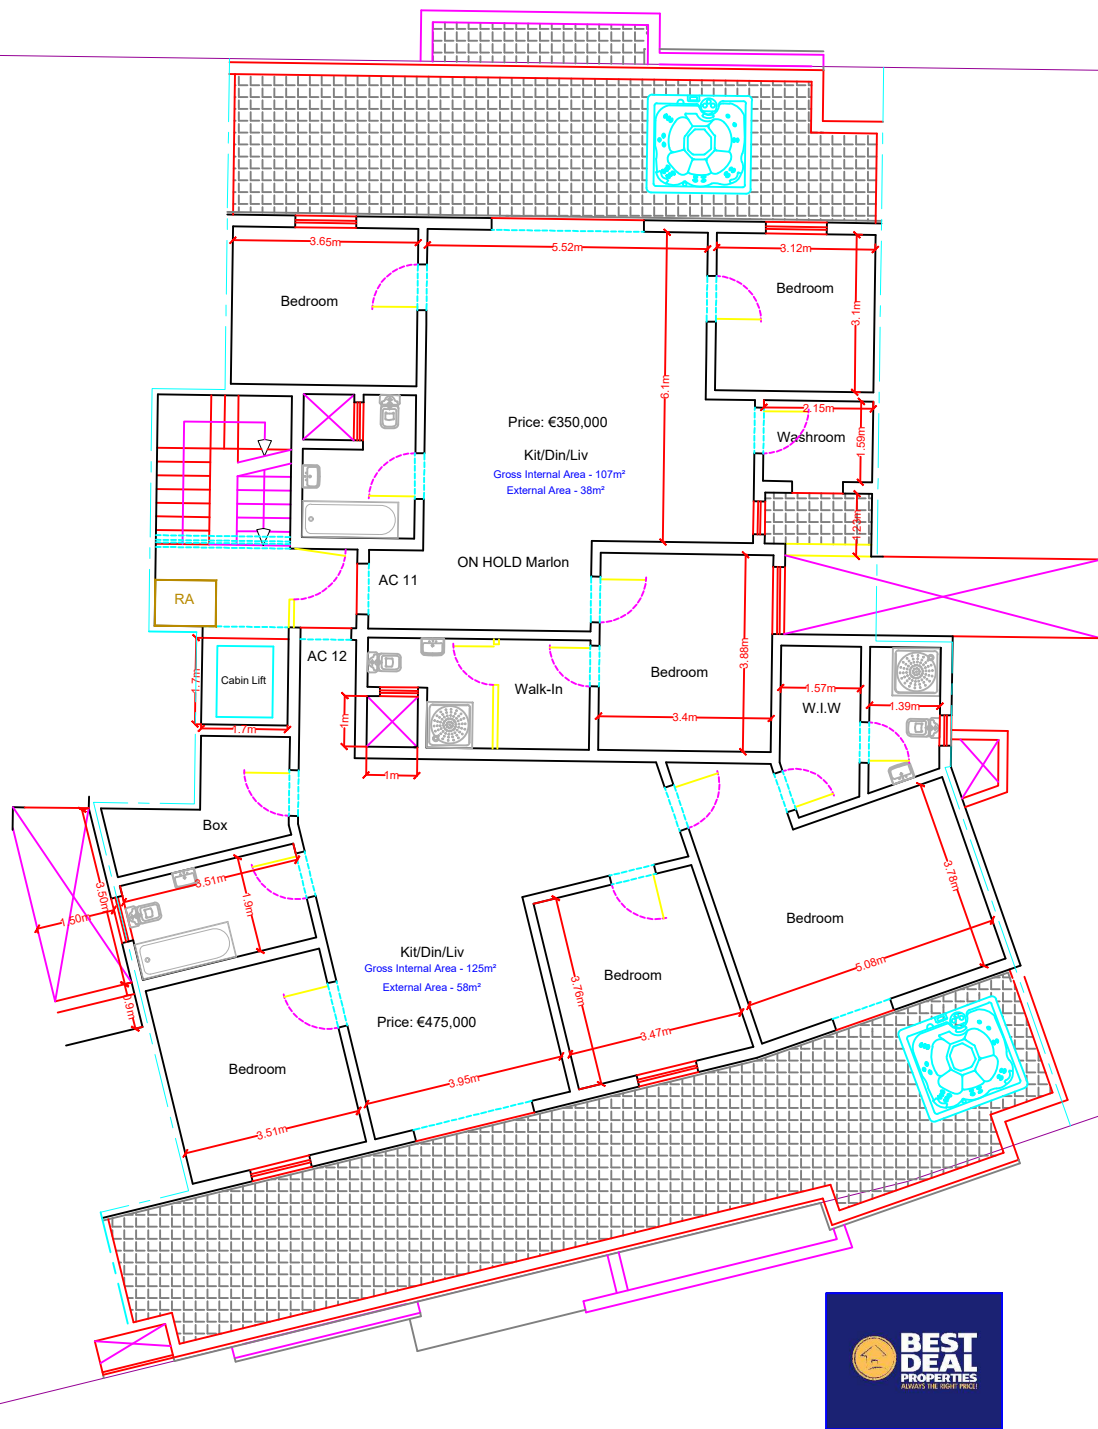 3.65m
5.52m
3.12m
Bedroom
Bedroom
3.1m
6.1m
Price: €350,000
2.15m
Kit/Din/Liv
Washroom
1.59m
Gross Internal Area - 107m²
External Area - 38m²
1.23m
ON HOLD Marlon
AC 11
RA
AC 12
Bedroom
3.88m
Cabin Lift
1.7m
Walk-In
1.57m
W.I.W
1.39m
3.4m
1m
1.7m
1m
Box
3.78m
3.51m
3.50m
1.9m
1.50m
Bedroom
Kit/Din/Liv
Gross Internal Area - 125m²
5.08m
Bedroom
External Area - 58m²
3.76m
0.9m
Price: €475,000
3.47m
Bedroom
3.95m
3.51m
BEST
DEAL
PROPERTIES
ALWAYS THE RIGHT PRICE!